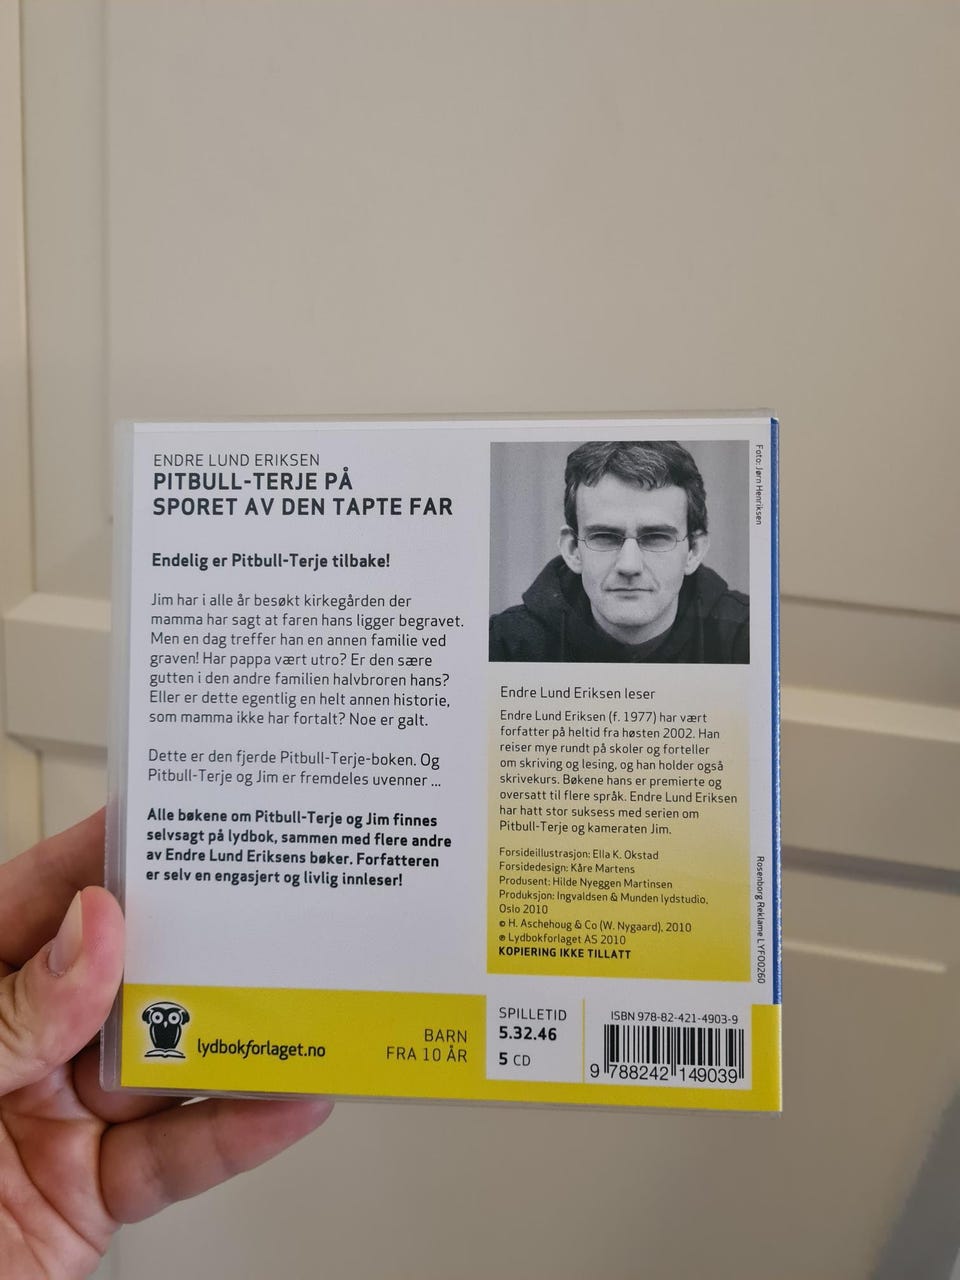 ENDRE LUND ERIKSEN
PITBULL-TERJE PÅ
SPORET AV DEN TAPTE FAR
Endelig er Pitbull-Terje tilbake!
Jim har i alle år besøkt kirkegården der
mamma har sagt at faren hans ligger begravet.
Men en dag treffer han en annen familie ved
graven! Har pappa vært utro? Er den sære
gutten i den andre familien halvbroren hans?
Eller er dette egentlig en helt annen historie,
som mamma ikke har fortalt? Noe er galt.
Dette er den fjerde Pitbull-Terje-boken. Og
Pitbull-Terje og Jim er fremdeles uvenner ...
Alle bøkene om Pitbull-Terje og Jim finnes
selvsagt på lydbok, sammen med flere andre
av Endre Lund Eriksens bøker. Forfatteren
er selv en engasjert og livlig innleser!
Foto: Jørn Henriksen
Endre Lund Eriksen leser
Endre Lund Eriksen (f. 1977) har vært
forfatter på heltid fra høsten 2002. Han
reiser mye rundt på skoler og forteller
om skriving og lesing, og han holder også
skrivekurs. Bøkene hans er premierte og
oversatt til flere språk. Endre Lund Eriksen
har hatt stor suksess med serien om
Pitbull-Terje og kameraten Jim.
Forsideillustrasjon: Ella K. Okstad
Forsidedesign: Kåre Martens
Produsent: Hilde Nyeggen Martinsen
Produksjon: Ingvaldsen & Munden lydstudio,
Oslo 2010
© H. Aschehoug & Co (W. Nygaard), 2010
℗ Lydbokforlaget AS 2010
KOPIERING IKKE TILLATT
Rosenborg Reklame LYFO0260
lydbokforlaget.no
BARN
FRA 10 ÅR
SPILLETID
5.32.46
5 CD
ISBN 978-82-421-4903-9
9 788242 149039